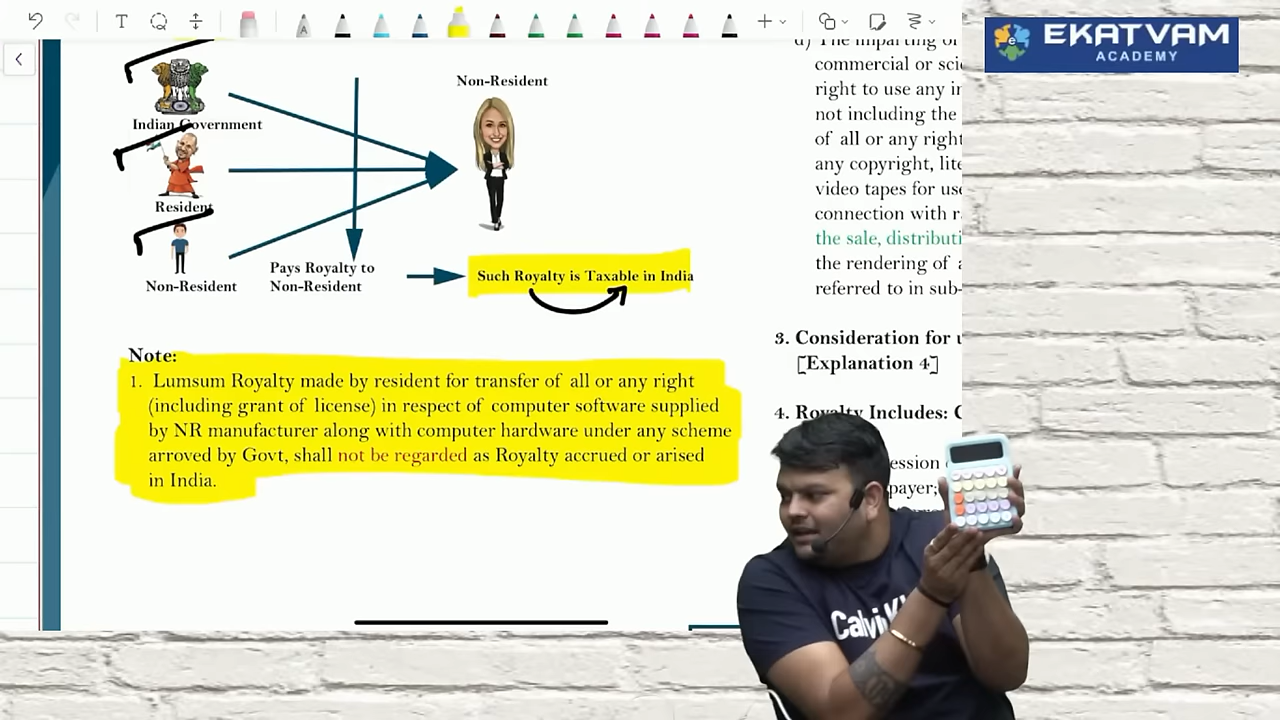 EKATVAM
ACADEMY
Indian Government
Resident
Non-Resident
Non-Resident
Pays Royalty to
Non-Resident
Such Royalty is Taxable in India
Note:
1. Lumsum Royalty made by resident for transfer of all or any right
(including grant of license) in respect of computer software supplied
by NR manufacturer along with computer hardware under any scheme
arroved by Govt, shall not be regarded as Royalty accrued or arised
in India.
d) The imparting of
commercial or sci
right to use any in
not including the
of all or any right
any copyright, lite
video tapes for use
connection with r
the sale, distributi
the rendering of a
referred to in sub-
3. Consideration for u
[Explanation 4]
4. Royalty Includes: C
ession
payer;
Calvi